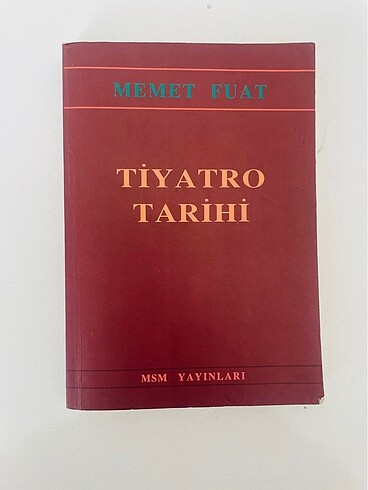 MEMET FUAT
TİYATRO
TARİHİ
MSM YAYINLARI